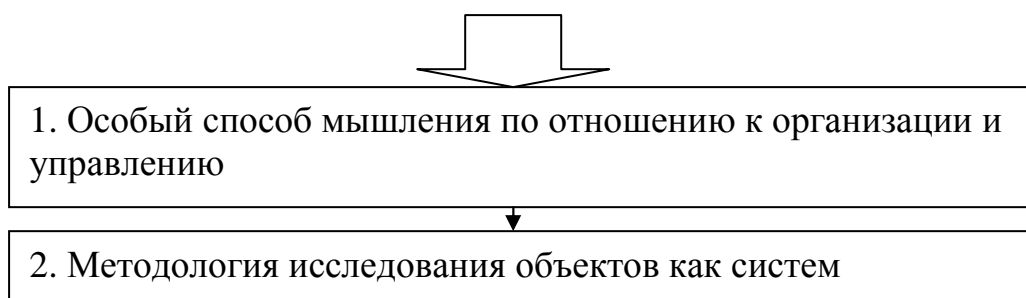 1. Особый способ мышления по отношению к организации и
управлению
2. Методология исследования объектов как систем